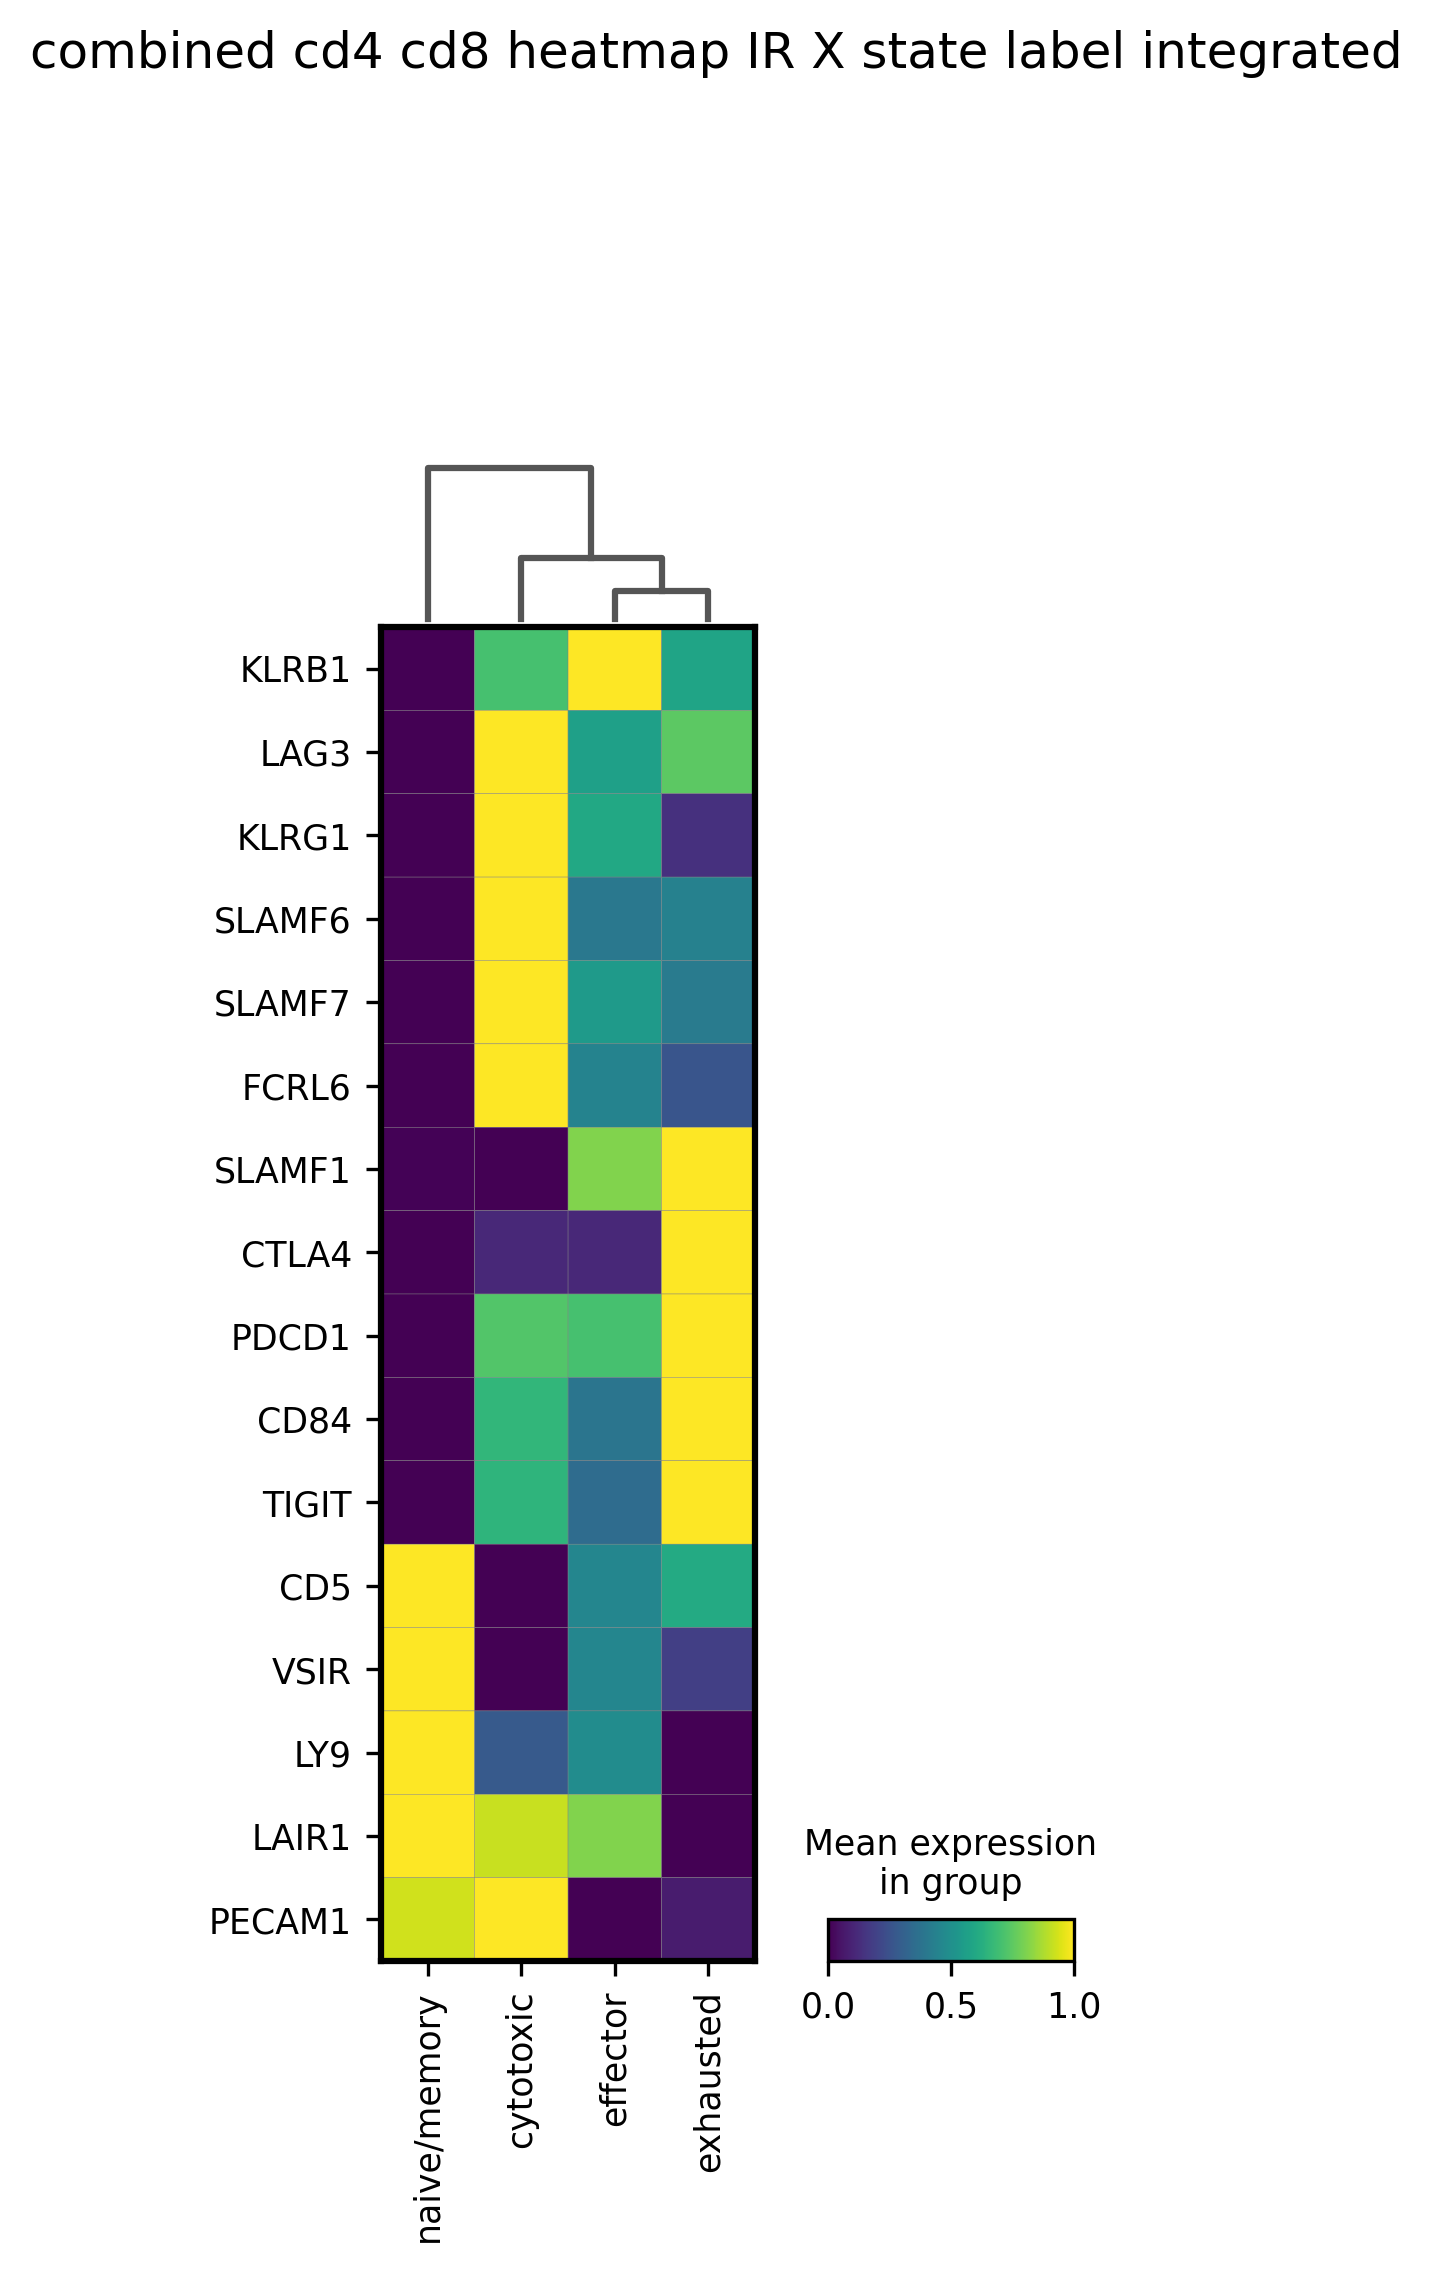 combined cd4 cd8 heatmap IR X state label integrated
KLRB1
LAG3
KLRG1
SLAMF6
SLAMF7
FCRL6
SLAMF1
CTLA4
PDCD1
CD84
TIGIT
CD5
VSIR
LY9
LAIR1
PECAM1
naive/memory
cytotoxic
effector
exhausted
Mean expression
in group
0.0 0.5 1.0